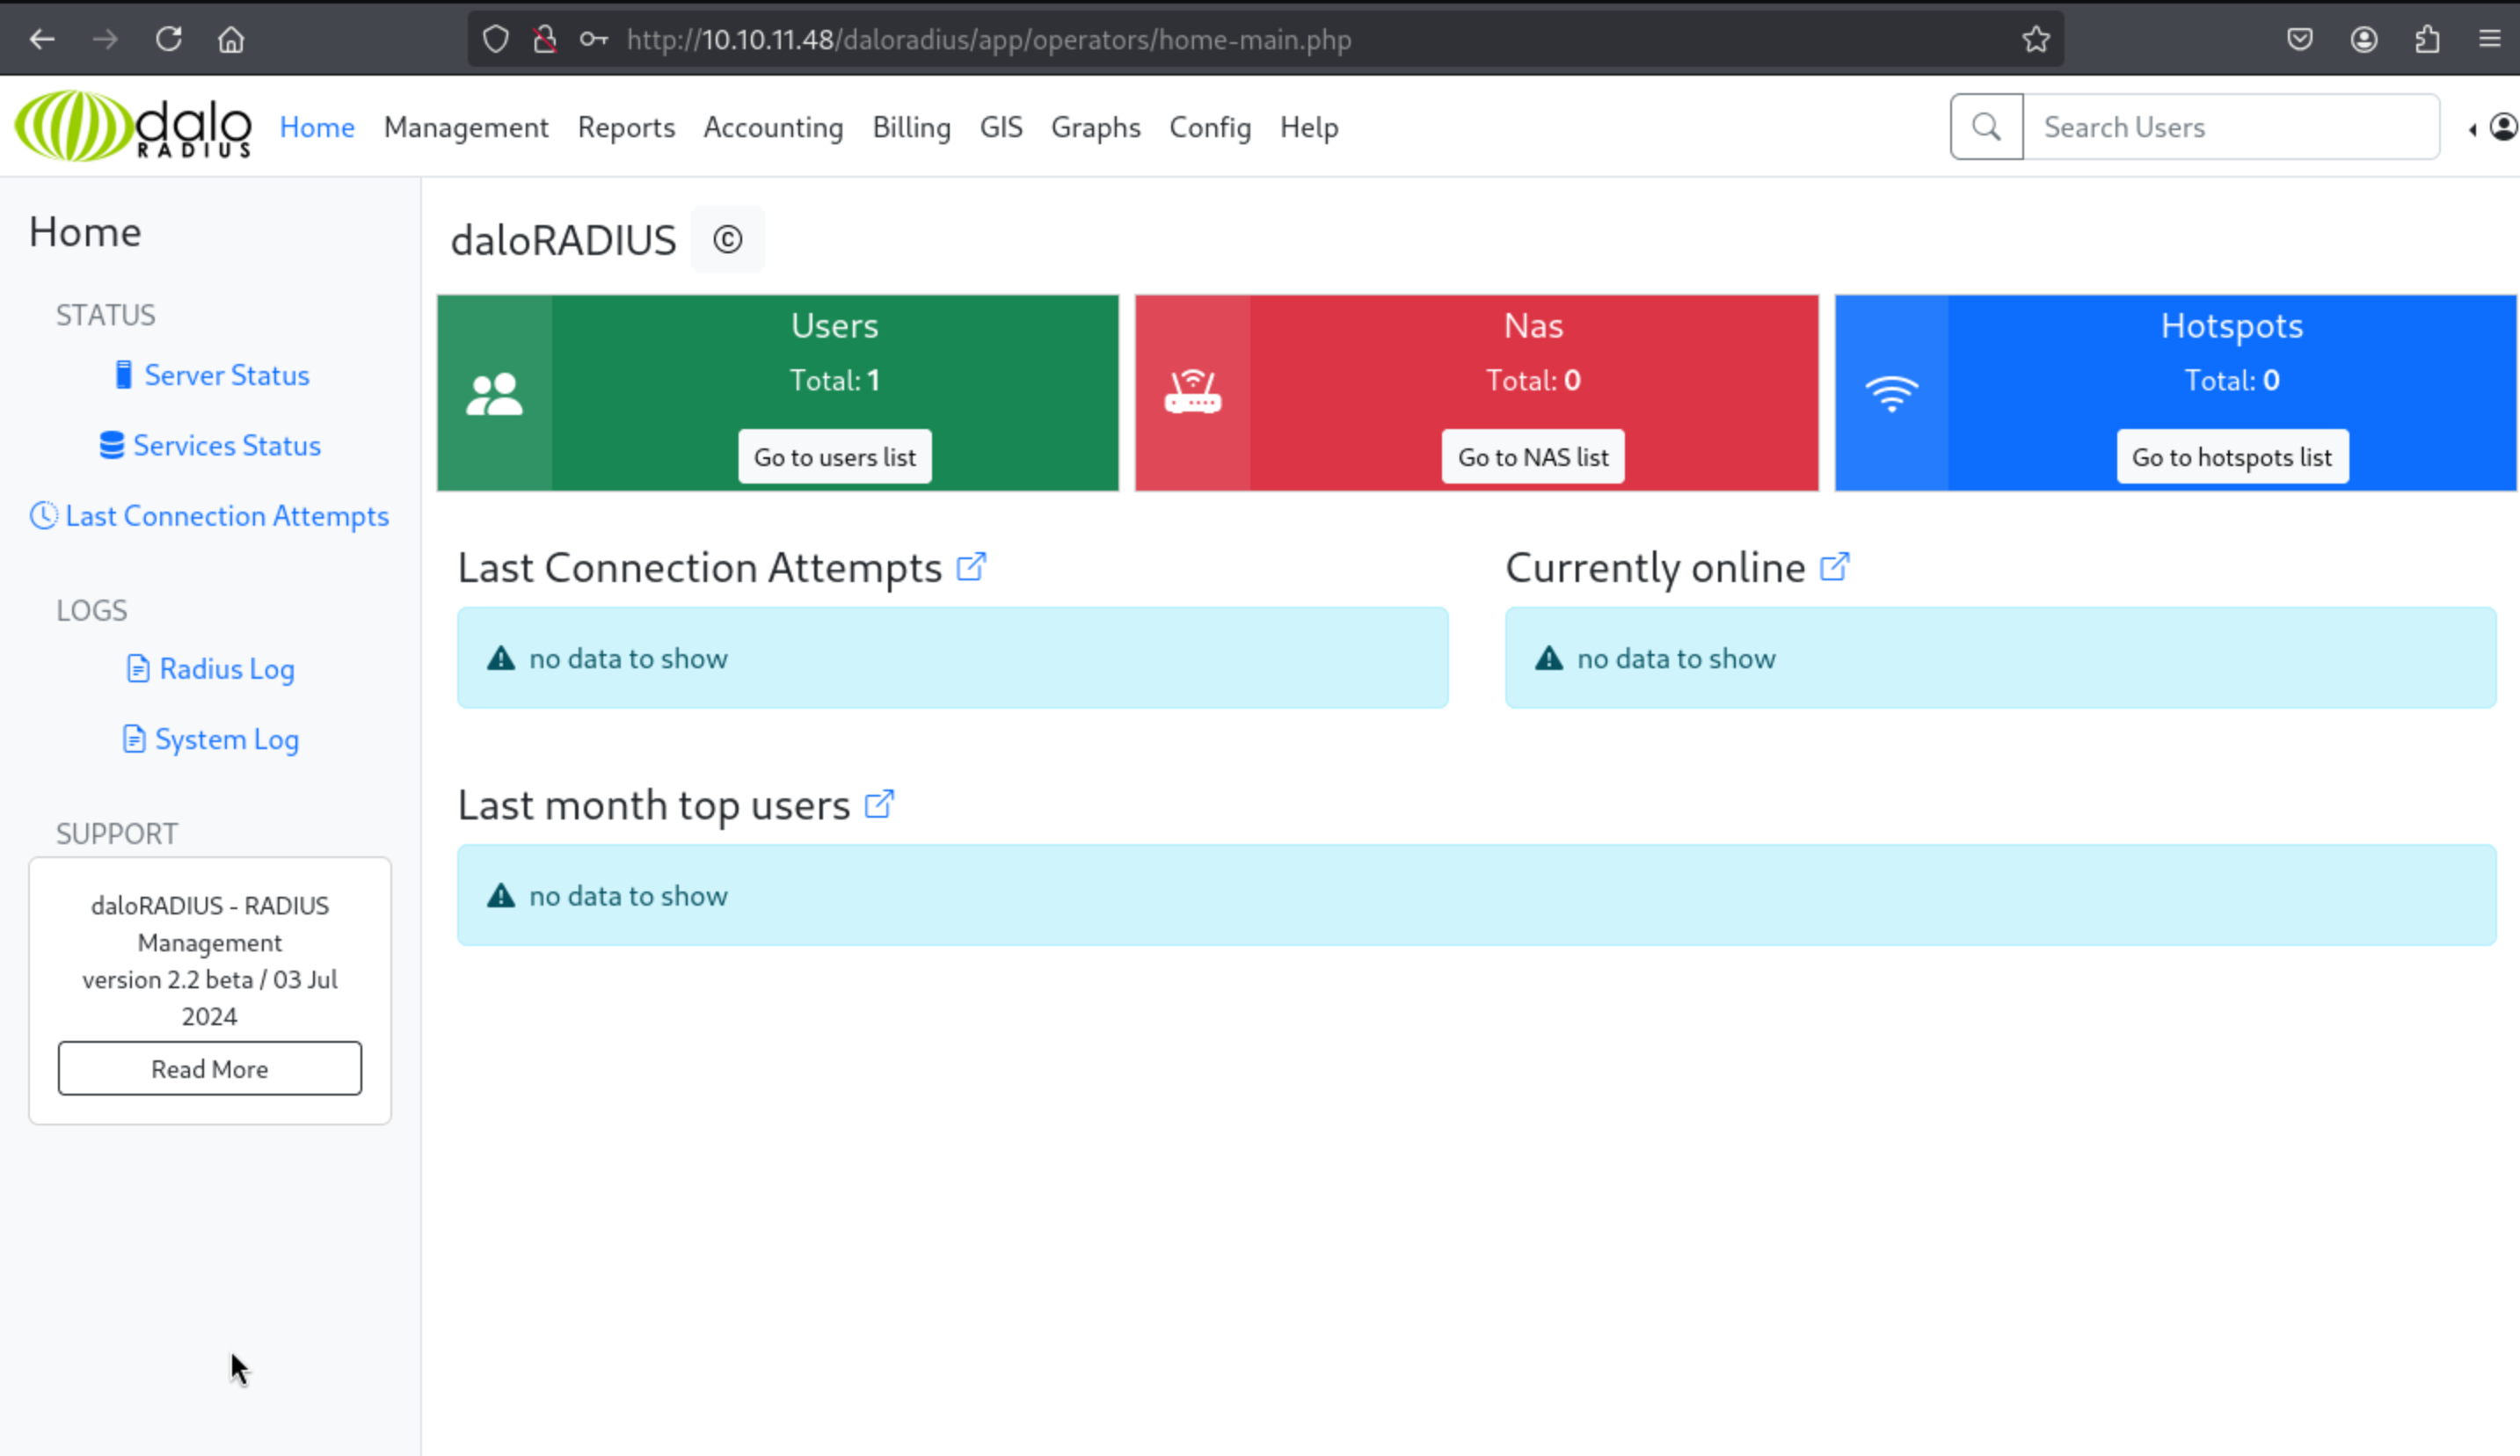 http://10.10.11.48/daloradius/app/operators/home-main.php
dalo RADIUS
Home Management Reports Accounting Billing GIS Graphs Config Help
Search Users
Home
STATUS
Server Status
Services Status
Last Connection Attempts
LOGS
Radius Log
System Log
SUPPORT
daloRADIUS - RADIUS
Management
version 2.2 beta / 03 Jul
2024
Read More
daloRADIUS ©
Users
Total: 1
Go to users list
Nas
Total: 0
Go to NAS list
Hotspots
Total: 0
Go to hotspots list
Last Connection Attempts
no data to show
Currently online
no data to show
Last month top users
no data to show